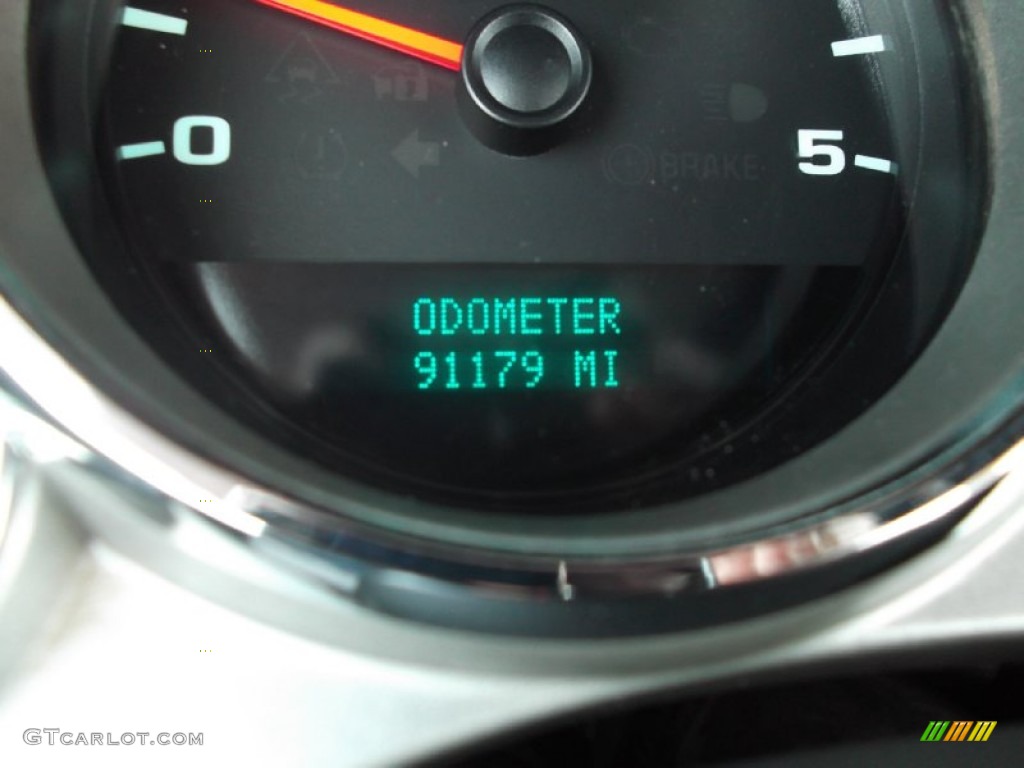 0
5
BRAKE
ODOMETER
91179 MI
GTCARLOT.COM